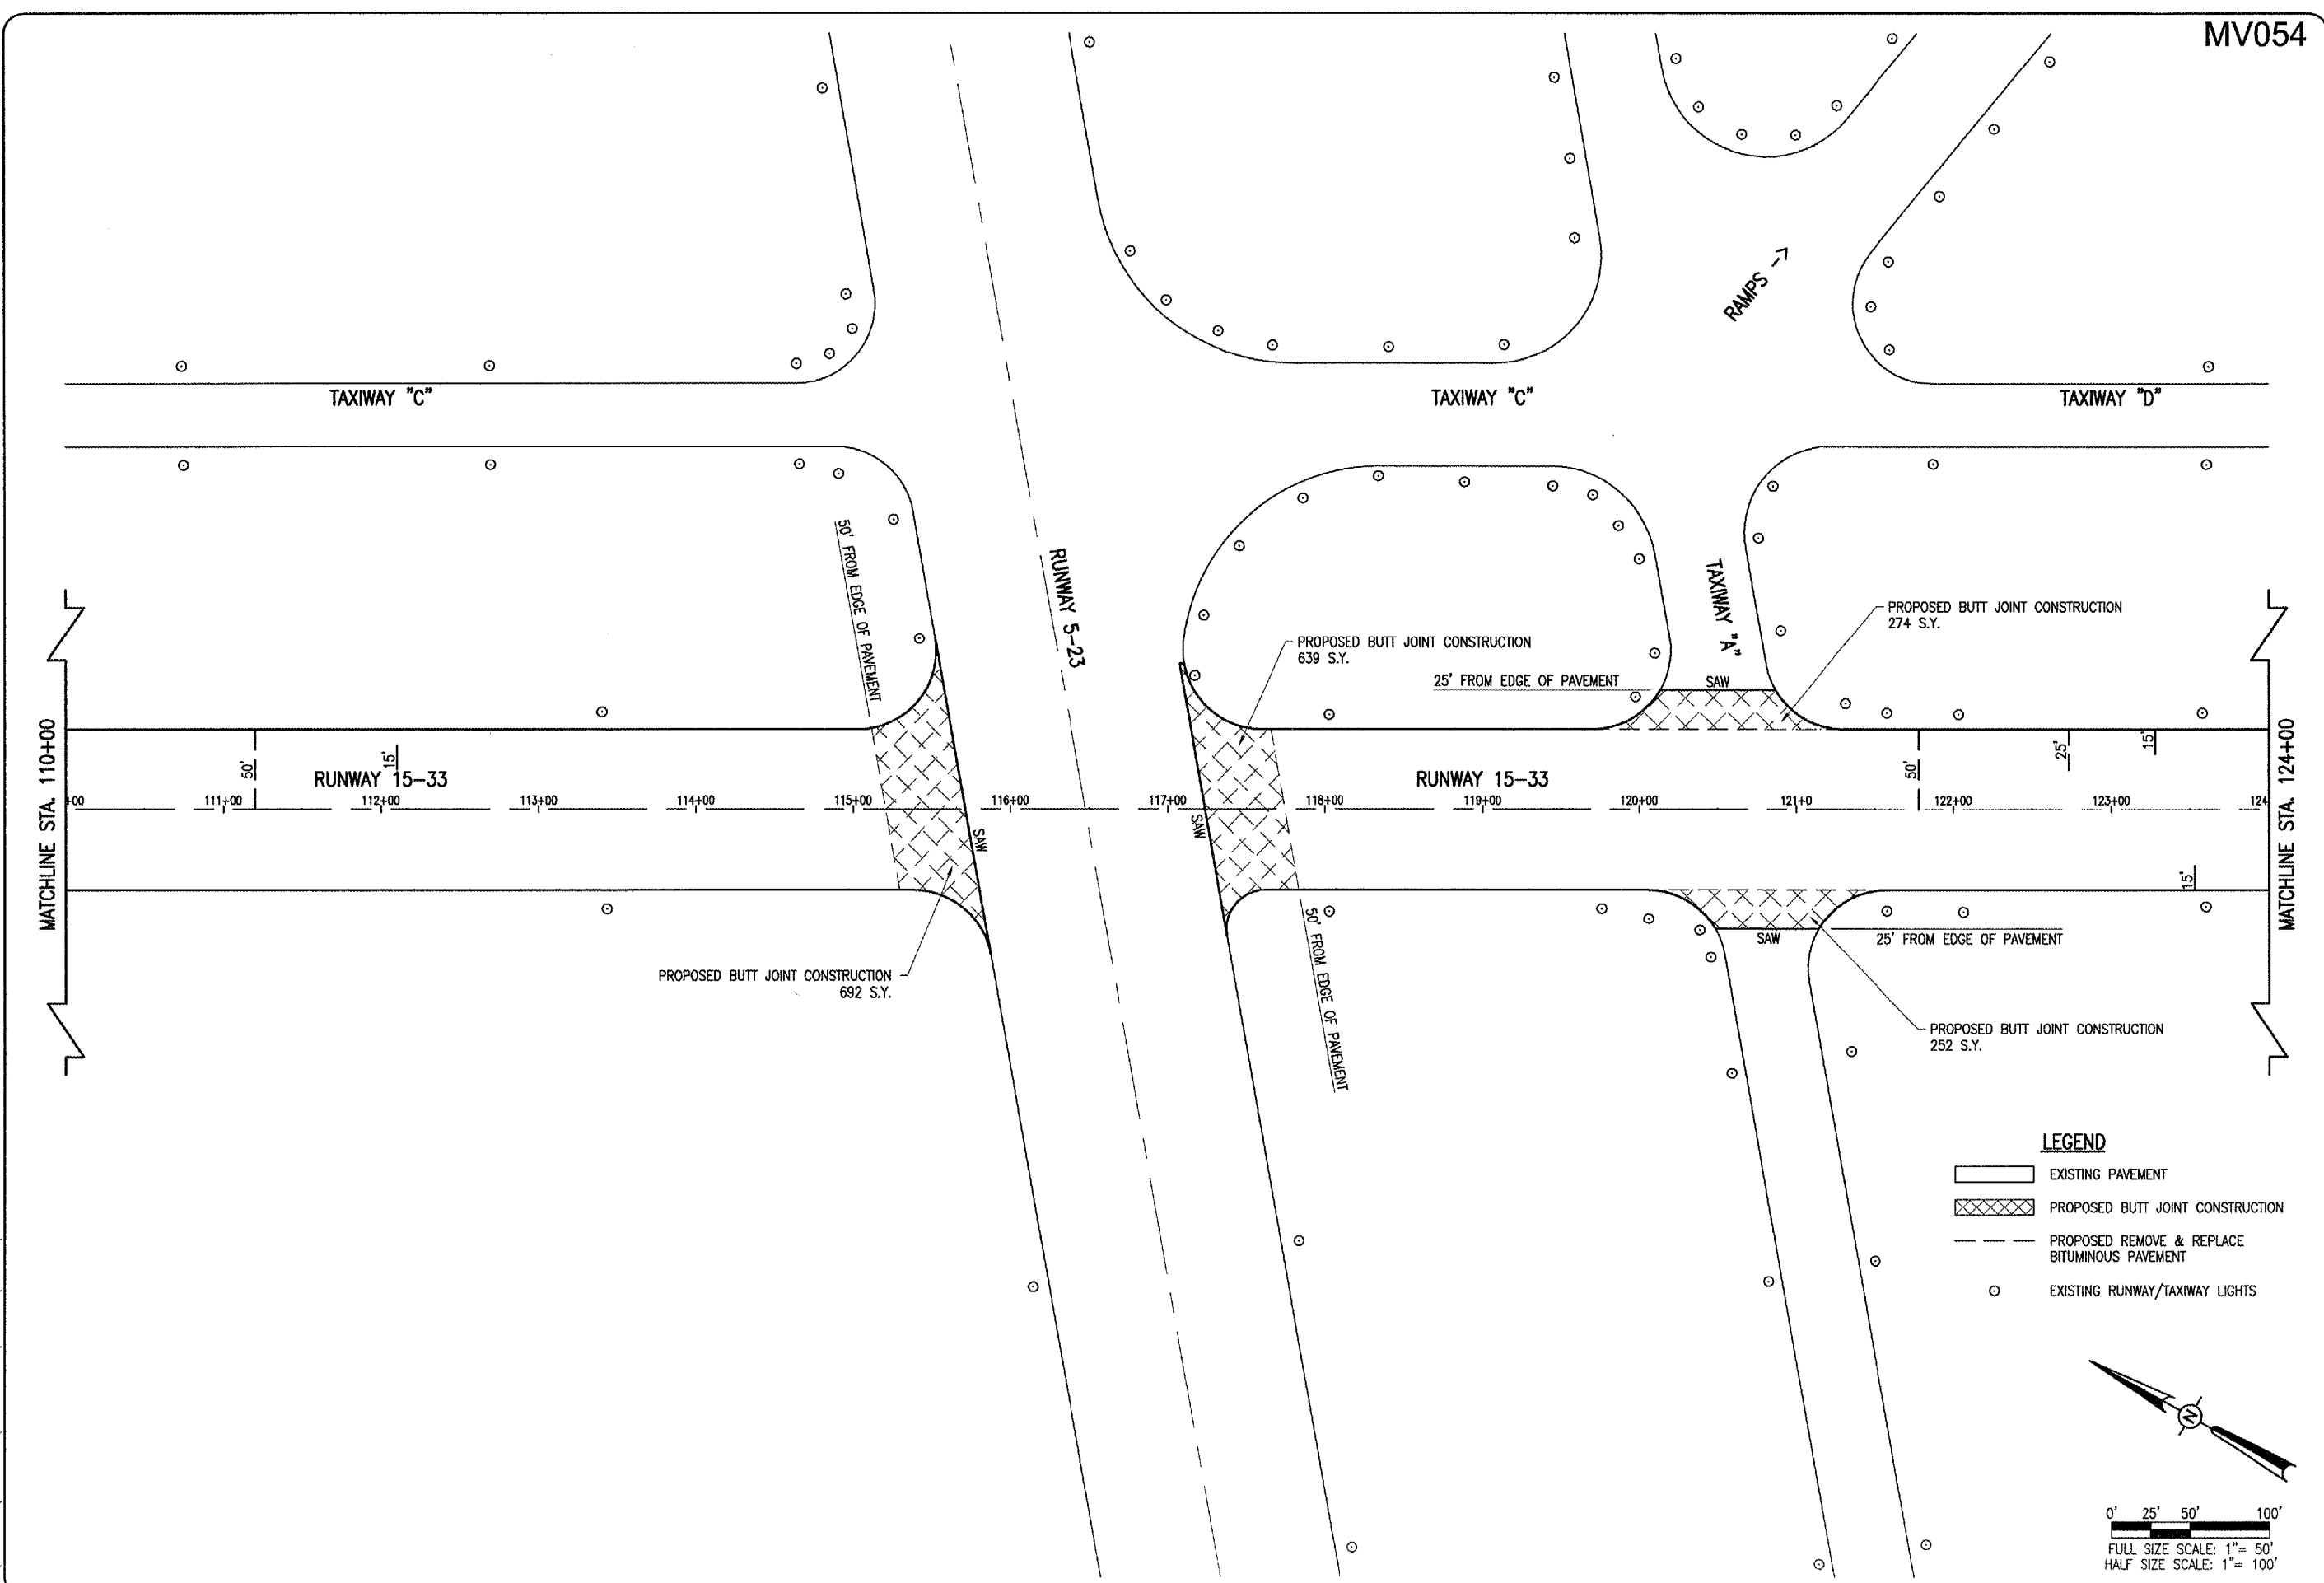 MV054
TAXIWAY "C"
TAXIWAY "C"
TAXIWAY "D"
RAMPS ->
50' FROM EDGE OF PAVEMENT
RUNWAY 5-23
TAXIWAY "A"
PROPOSED BUTT JOINT CONSTRUCTION
639 S.Y.
PROPOSED BUTT JOINT CONSTRUCTION
274 S.Y.
25' FROM EDGE OF PAVEMENT
SAW
MATCHLINE STA. 110+00
50'
15'
RUNWAY 15-33
RUNWAY 15-33
50'
25'
15'
+00
111+00
112+00
113+00
114+00
115+00
116+00
117+00
118+00
119+00
120+00
121+0
122+00
123+00
124
MATCHLINE STA. 124+00
SAW
SAW
15'
SAW
25' FROM EDGE OF PAVEMENT
PROPOSED BUTT JOINT CONSTRUCTION
692 S.Y.
50' FROM EDGE OF PAVEMENT
PROPOSED BUTT JOINT CONSTRUCTION
252 S.Y.
LEGEND
EXISTING PAVEMENT
PROPOSED BUTT JOINT CONSTRUCTION
PROPOSED REMOVE & REPLACE
BITUMINOUS PAVEMENT
EXISTING RUNWAY/TAXIWAY LIGHTS
N
0' 25' 50' 100'
FULL SIZE SCALE: 1"= 50'
HALF SIZE SCALE: 1"= 100'